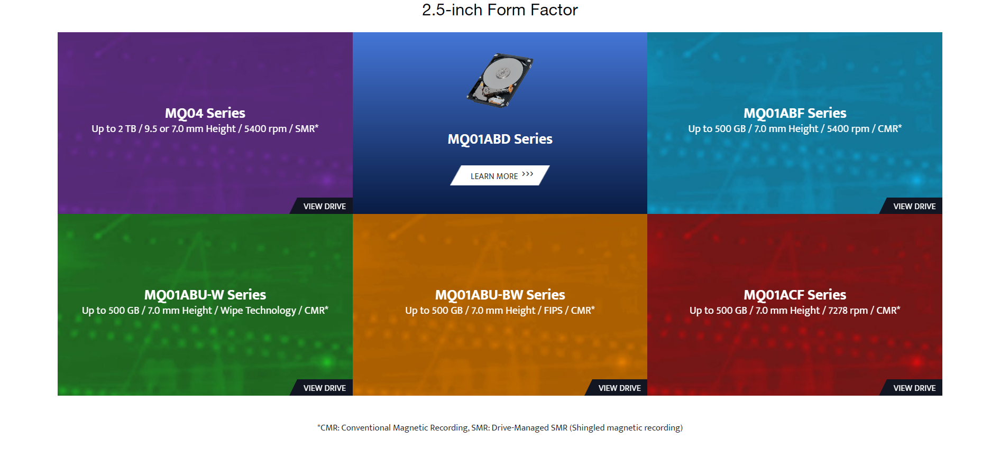 2.5-inch Form Factor
MQ04 Series
Up to 2 TB / 9.5 or 7.0 mm Height / 5400 rpm / SMR*
VIEW DRIVE
MQ01ABD Series
LEARN MORE >>>
MQ01ABF Series
Up to 500 GB / 7.0 mm Height / 5400 rpm / CMR*
VIEW DRIVE
MQ01ABU-W Series
Up to 500 GB / 7.0 mm Height / Wipe Technology / CMR*
VIEW DRIVE
MQ01ABU-BW Series
Up to 500 GB / 7.0 mm Height / FIPS / CMR*
VIEW DRIVE
MQ01ACF Series
Up to 500 GB / 7.0 mm Height / 7278 rpm / CMR*
VIEW DRIVE
*CMR: Conventional Magnetic Recording, SMR: Drive-Managed SMR (Shingled magnetic recording)